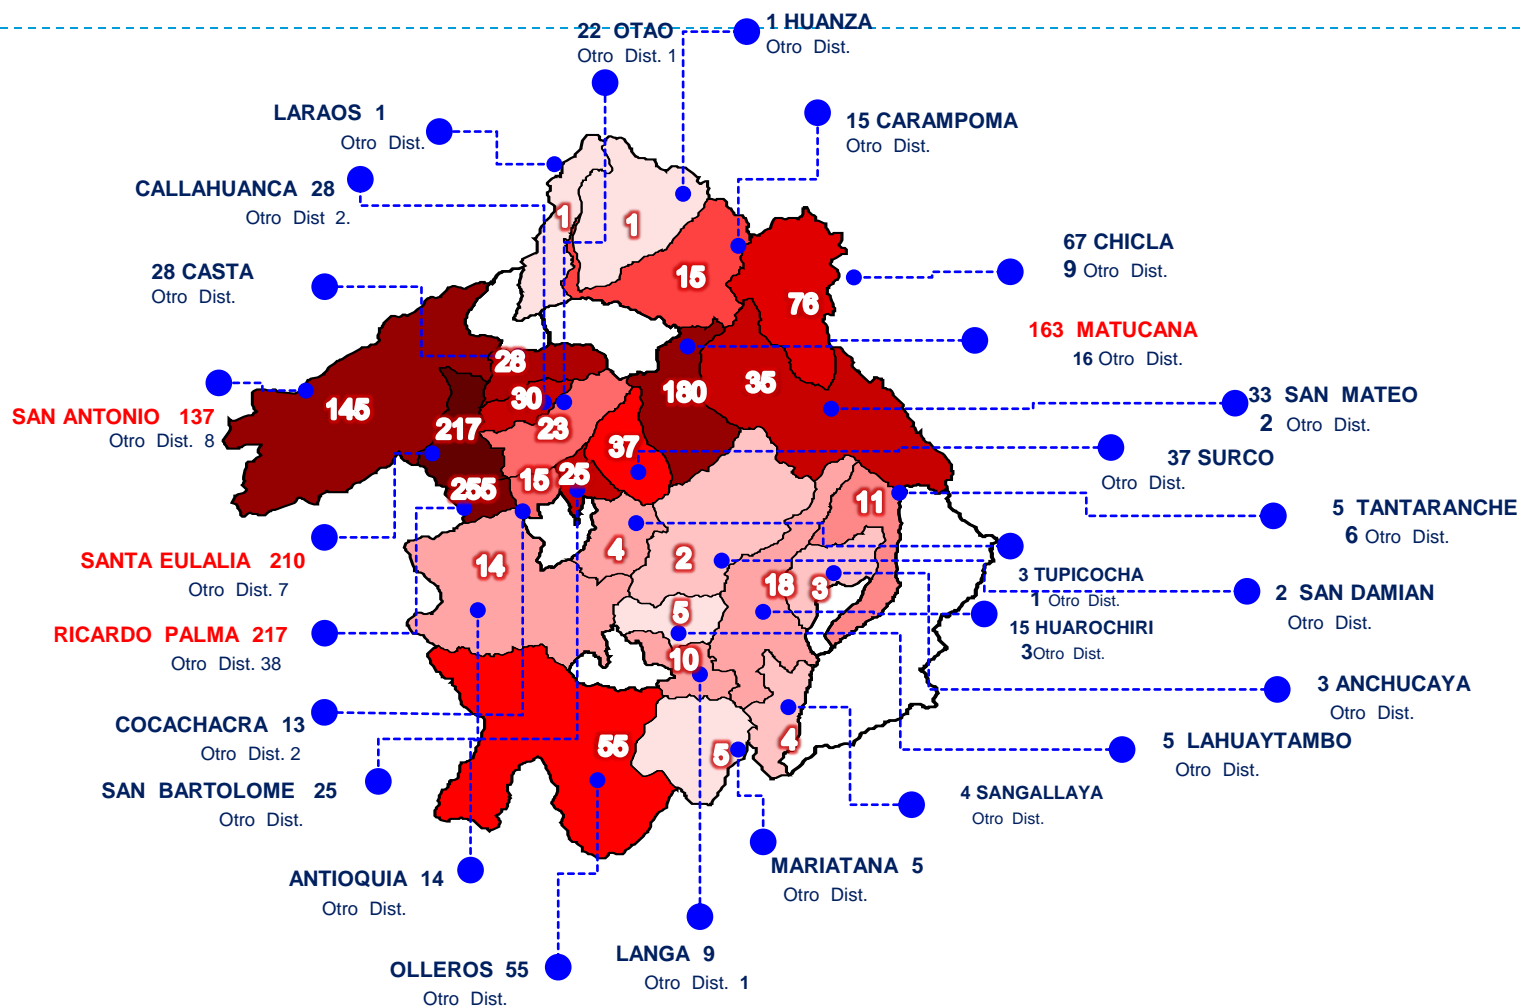 22 OTAO
Otro Dist. 1
1 HUANZA
Otro Dist.
LARAOS 1
Otro Dist.
15 CARAMPOMA
Otro Dist.
CALLAHUANCA 28
Otro Dist 2.
28 CASTA
Otro Dist.
67 CHICLA
9 Otro Dist.
163 MATUCANA
16 Otro Dist.
SAN ANTONIO 137
Otro Dist. 8
33 SAN MATEO
2 Otro Dist.
37 SURCO
Otro Dist.
5 TANTARANCHE
6 Otro Dist.
SANTA EULALIA 210
Otro Dist. 7
3 TUPICOCHA
1 Otro Dist.
2 SAN DAMIAN
Otro Dist.
RICARDO PALMA 217
Otro Dist. 38
15 HUAROCHIRI
3Otro Dist.
3 ANCHUCAYA
Otro Dist.
COCACHACRA 13
Otro Dist. 2
5 LAHUAYTAMBO
Otro Dist.
SAN BARTOLOME 25
Otro Dist.
4 SANGALLAYA
Otro Dist.
ANTIOQUIA 14
Otro Dist.
MARIATANA 5
Otro Dist.
LANGA 9
Otro Dist. 1
OLLEROS 55
Otro Dist.
1
1
15
76
28
180
35
145
30
217
23
37
255
15
25
11
14
4
2
18
3
5
10
55
5
4